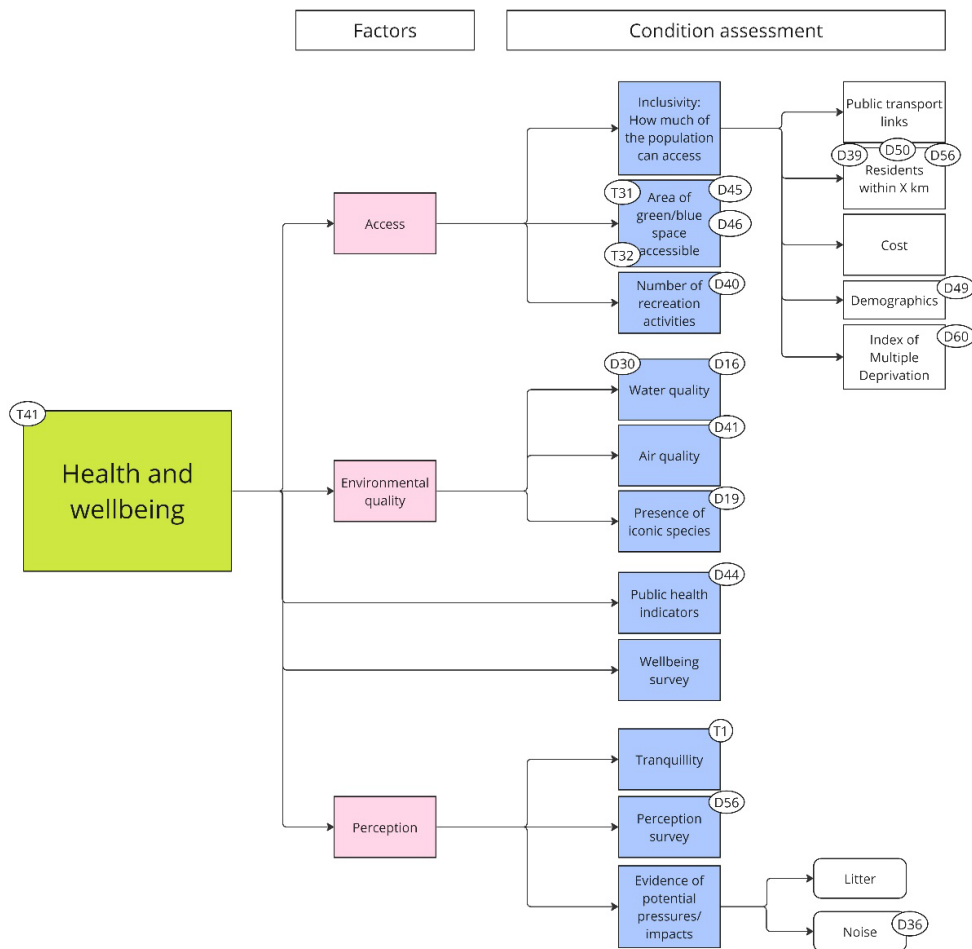 Factors
Condition assessment
Inclusivity:
How much of
the population
can access
Public transport
links
D39
D50
D56
Residents
within X km
T31
D45
Area of
green/blue
space
accessible
D46
T32
Access
Cost
Number of
recreation
activities
D40
Demographics
D49
Index of
Multiple
Deprivation
D60
D30
D16
Water quality
T41
Health and
wellbeing
D41
Air quality
Environmental
quality
D19
Presence of
iconic species
D44
Public health
indicators
Wellbeing
survey
T1
Tranquillity
D56
Perception
survey
Perception
Evidence of
potential
pressures/
impacts
Litter
Noise
D36